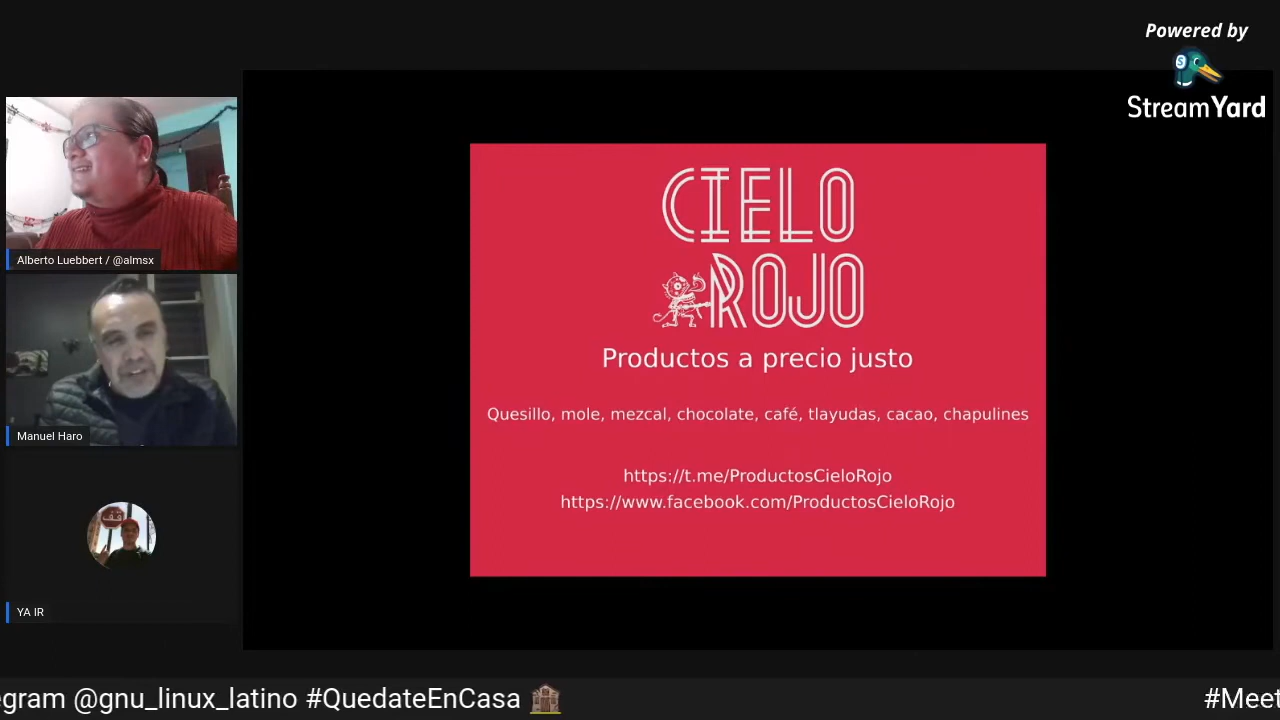 Powered by
StreamYard
Alberto Luebbert / @almsx
Manuel Haro
YA IR
CIELO
ROJO
Productos a precio justo
Quesillo, mole, mezcal, chocolate, café, tlayudas, cacao, chapulines
https://t.me/ProductosCieloRojo
https://www.facebook.com/ProductosCieloRojo
egram @gnu_linux_latino #QuedateEnCasa
#Meet